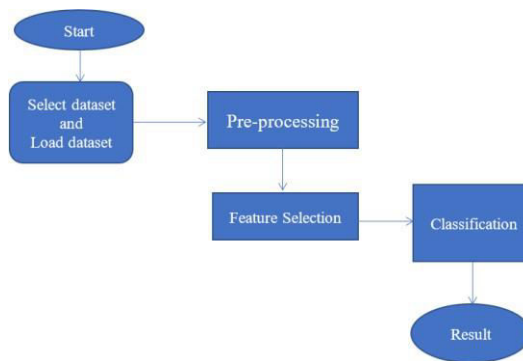 Start
Select dataset
and
Load dataset
Pre-processing
Feature Selection
Classification
Result